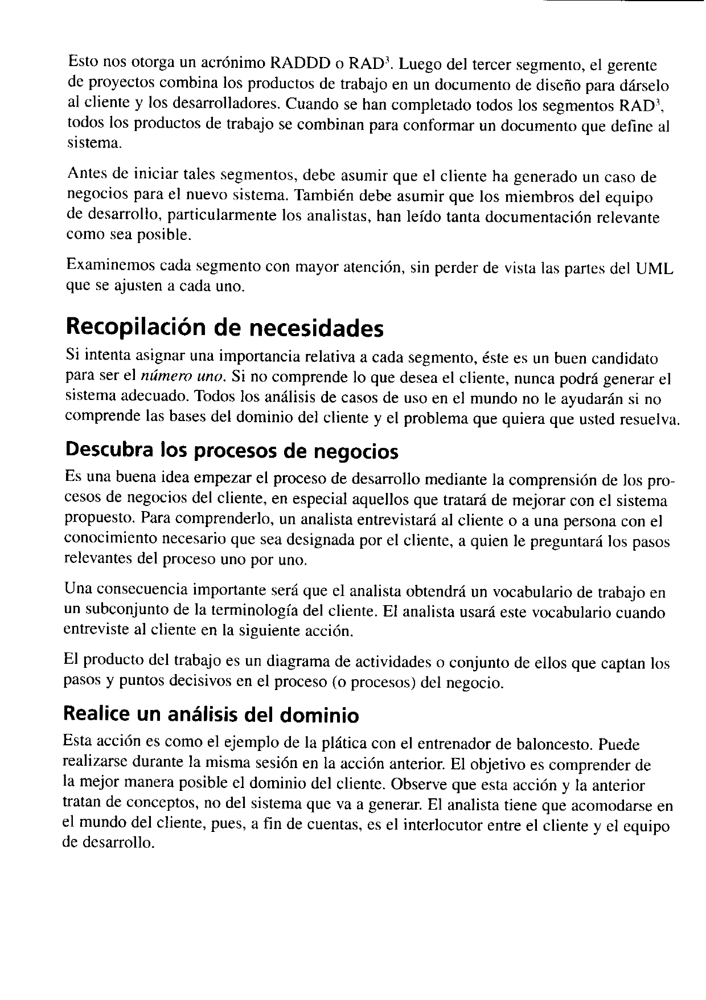 Esto nos otorga un acrónimo RADDD o RAD³. Luego del tercer segmento, el gerente
de proyectos combina los productos de trabajo en un documento de diseño para dárselo
al cliente y los desarrolladores. Cuando se han completado todos los segmentos RAD³,
todos los productos de trabajo se combinan para conformar un documento que define al
sistema.
Antes de iniciar tales segmentos, debe asumir que el cliente ha generado un caso de
negocios para el nuevo sistema. También debe asumir que los miembros del equipo
de desarrollo, particularmente los analistas, han leído tanta documentación relevante
como sea posible.
Examinemos cada segmento con mayor atención, sin perder de vista las partes del UML
que se ajusten a cada uno.
Recopilación de necesidades
Si intenta asignar una importancia relativa a cada segmento, éste es un buen candidato
para ser el número uno. Si no comprende lo que desea el cliente, nunca podrá generar el
sistema adecuado. Todos los análisis de casos de uso en el mundo no le ayudarán si no
comprende las bases del dominio del cliente y el problema que quiera que usted resuelva.
Descubra los procesos de negocios
Es una buena idea empezar el proceso de desarrollo mediante la comprensión de los pro-
cesos de negocios del cliente, en especial aquellos que tratará de mejorar con el sistema
propuesto. Para comprenderlo, un analista entrevistará al cliente o a una persona con el
conocimiento necesario que sea designada por el cliente, a quien le preguntará los pasos
relevantes del proceso uno por uno.
Una consecuencia importante será que el analista obtendrá un vocabulario de trabajo en
un subconjunto de la terminología del cliente. El analista usará este vocabulario cuando
entreviste al cliente en la siguiente acción.
El producto del trabajo es un diagrama de actividades o conjunto de ellos que captan los
pasos y puntos decisivos en el proceso (o procesos) del negocio.
Realice un análisis del dominio
Esta acción es como el ejemplo de la plática con el entrenador de baloncesto. Puede
realizarse durante la misma sesión en la acción anterior. El objetivo es comprender de
la mejor manera posible el dominio del cliente. Observe que esta acción y la anterior
tratan de conceptos, no del sistema que va a generar. El analista tiene que acomodarse en
el mundo del cliente, pues, a fin de cuentas, es el interlocutor entre el cliente y el equipo
de desarrollo.